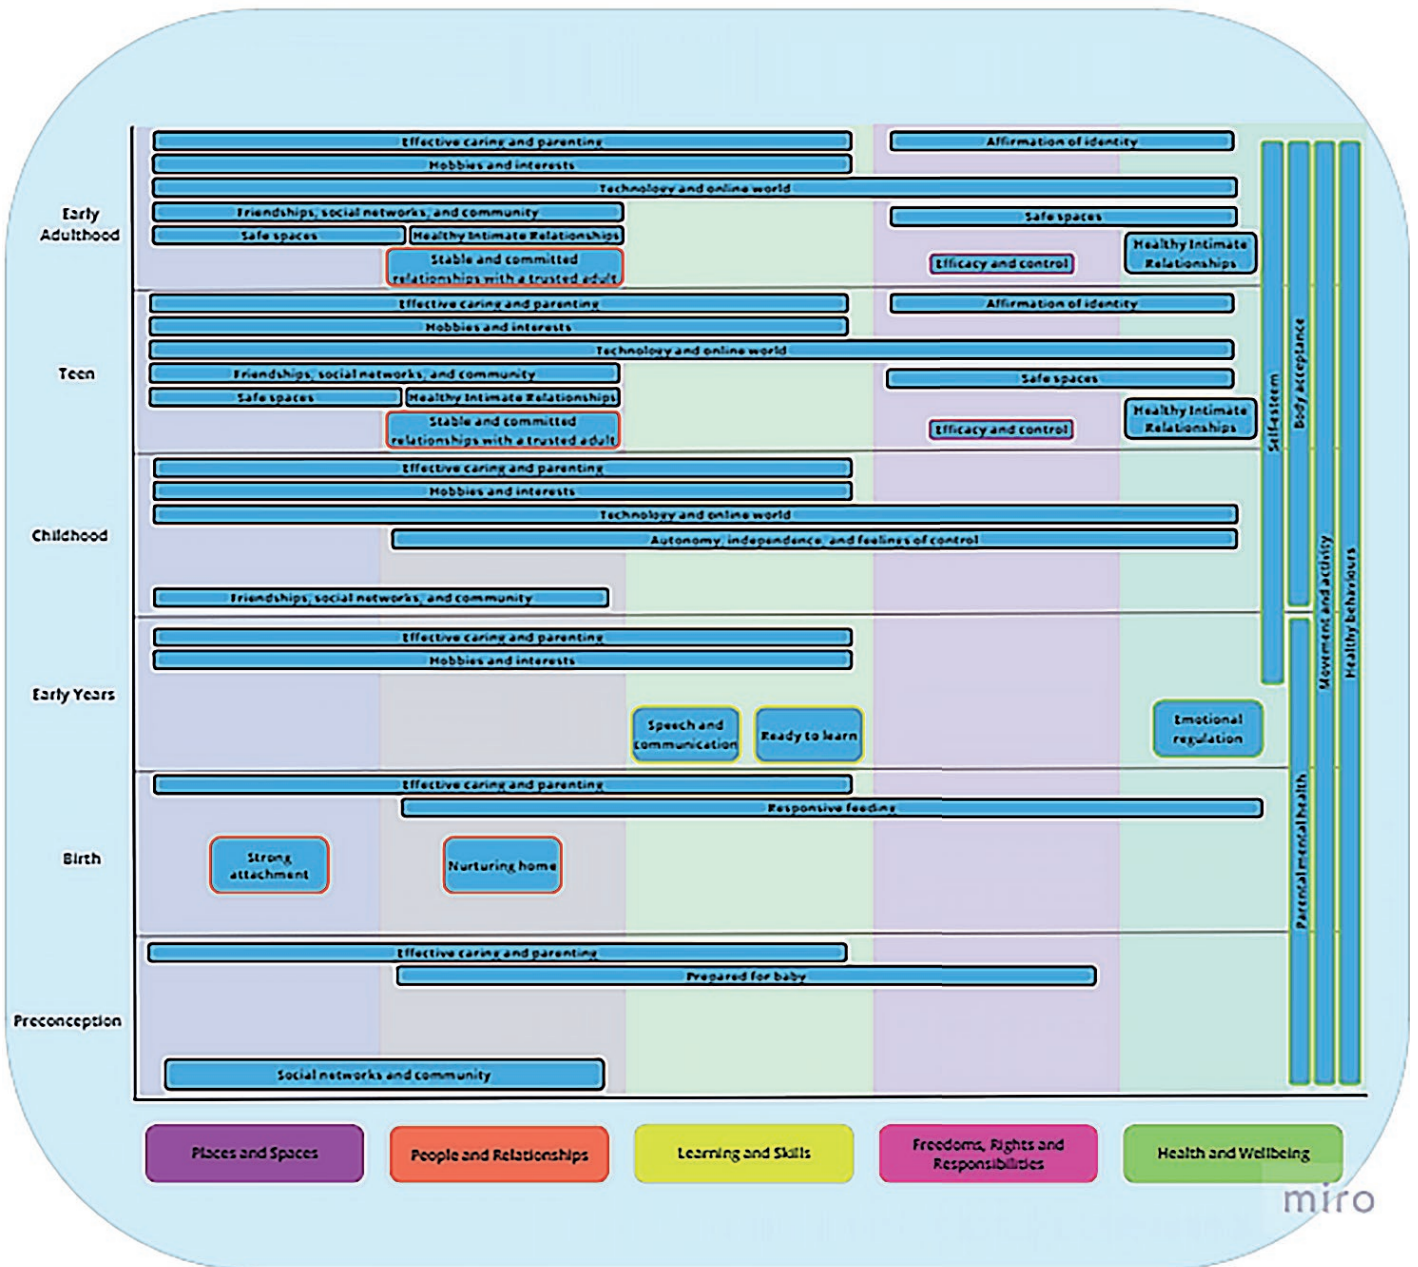 Effective caring and parenting
Affirmation of identity
Hobbies and interests
Technology and online world
Early
Adulthood
Friendships, social networks, and community
Safe spaces
Safe spaces
Healthy Intimate Relationships
Stable and committed
relationships with a trusted adult
Efficacy and control
Healthy Intimate
Relationships
Effective caring and parenting
Affirmation of identity
Hobbies and interests
Technology and online world
Teen
Friendships, social networks, and community
Safe spaces
Safe spaces
Healthy Intimate Relationships
Stable and committed
relationships with a trusted adult
Efficacy and control
Healthy Intimate
Relationships
Effective caring and parenting
Hobbies and interests
Technology and online world
Childhood
Autonomy, independence, and feelings of control
Friendships, social networks, and community
Effective caring and parenting
Hobbies and interests
Early Years
Speech and
communication
Ready to learn
Emotional
regulation
Effective caring and parenting
Responsive feeding
Birth
Strong
attachment
Nurturing home
Effective caring and parenting
Prepared for baby
Preconception
Social networks and community
Self-esteem
Body acceptance
Parental mental health
Movement and activity
Healthy behaviours
Places and Spaces
People and Relationships
Learning and Skills
Freedoms, Rights and
Responsibilities
Health and Wellbeing
miro